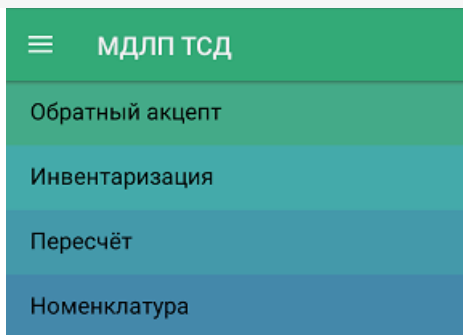 МДЛП ТСД
Обратный акцепт
Инвентаризация
Пересчёт
Номенклатура